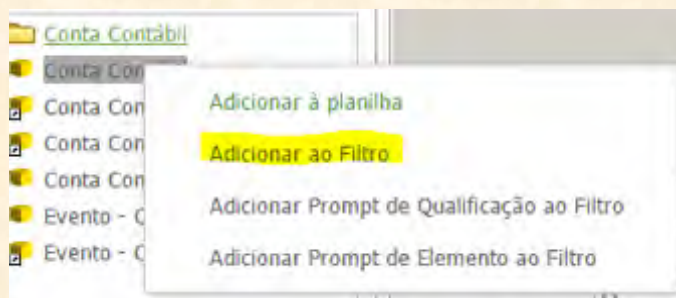 Conta Contábil
Conta Con
Conta Con
Conta Con
Conta Con
Evento - C
Evento - C
Adicionar à planilha
Adicionar ao Filtro
Adicionar Prompt de Qualificação ao Filtro
Adicionar Prompt de Elemento ao Filtro